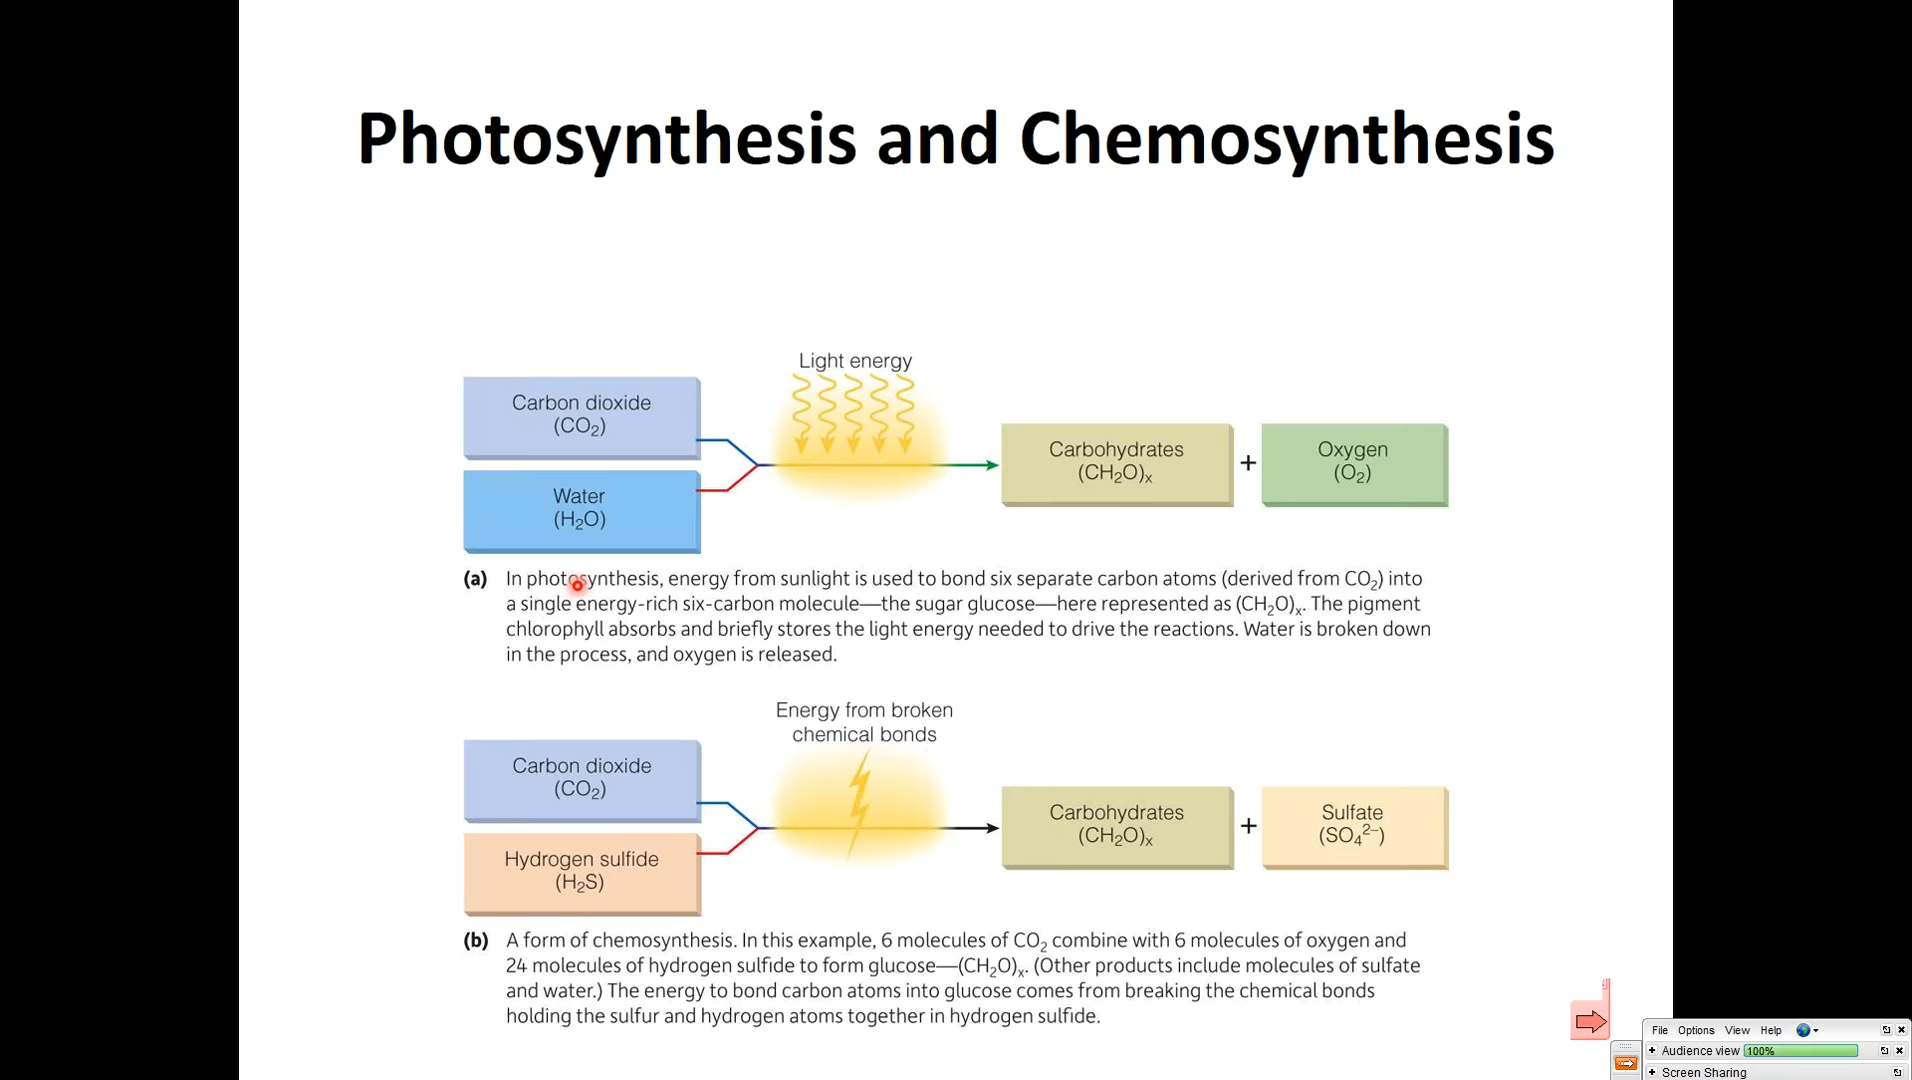 Photosynthesis and Chemosynthesis
Light energy
Carbon dioxide
(CO₂)
Water
(H₂O)
Carbohydrates
(CH₂O)ₓ
+
Oxygen
(O₂)
(a) In photosynthesis, energy from sunlight is used to bond six separate carbon atoms (derived from CO₂) into
a single energy-rich six-carbon molecule—the sugar glucose—here represented as (CH₂O)ₓ. The pigment
chlorophyll absorbs and briefly stores the light energy needed to drive the reactions. Water is broken down
in the process, and oxygen is released.
Energy from broken
chemical bonds
Carbon dioxide
(CO₂)
Hydrogen sulfide
(H₂S)
Carbohydrates
(CH₂O)ₓ
+
Sulfate
(SO₄²⁻)
(b) A form of chemosynthesis. In this example, 6 molecules of CO₂ combine with 6 molecules of oxygen and
24 molecules of hydrogen sulfide to form glucose—(CH₂O)ₓ. (Other products include molecules of sulfate
and water.) The energy to bond carbon atoms into glucose comes from breaking the chemical bonds
holding the sulfur and hydrogen atoms together in hydrogen sulfide.
File Options View Help
Audience view 100%
Screen Sharing